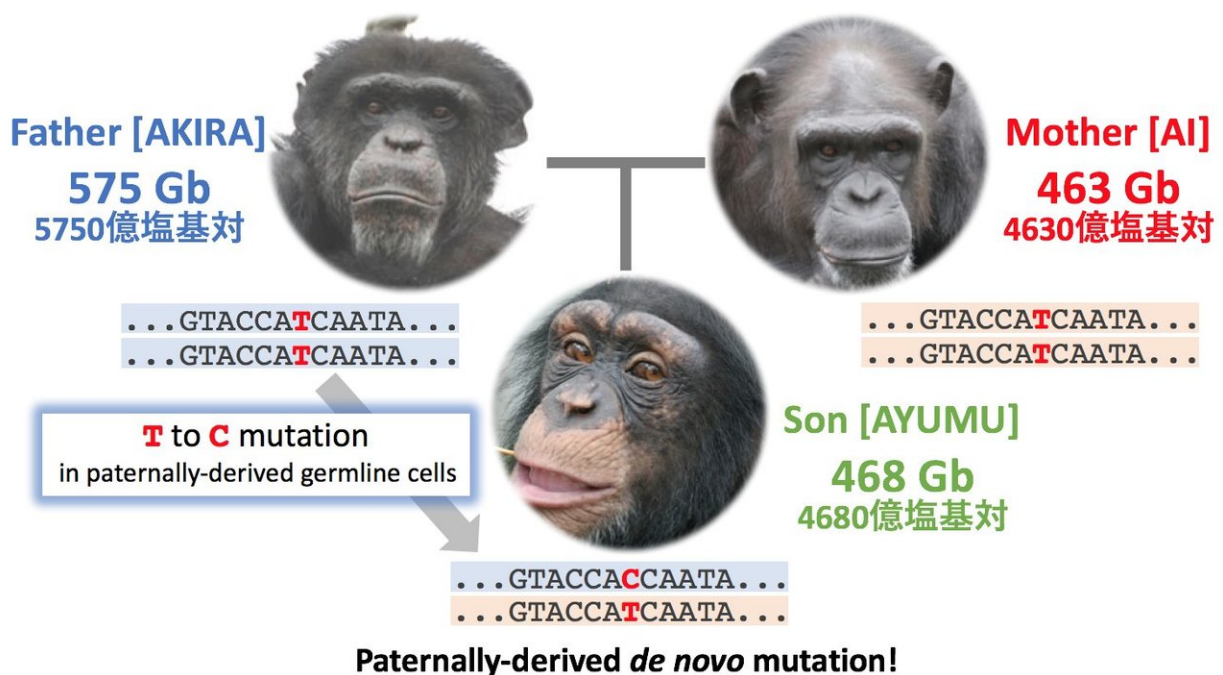 Father [AKIRA]
575 Gb
5750億塩基対
Mother [AI]
463 Gb
4630億塩基対
...GTACCATCAATA...
...GTACCATCAATA...
...GTACCATCAATA...
...GTACCATCAATA...
T to C mutation
in paternally-derived germline cells
Son [AYUMU]
468 Gb
4680億塩基対
...GTACCACCAATA...
...GTACCATCAATA...
Paternally-derived de novo mutation!